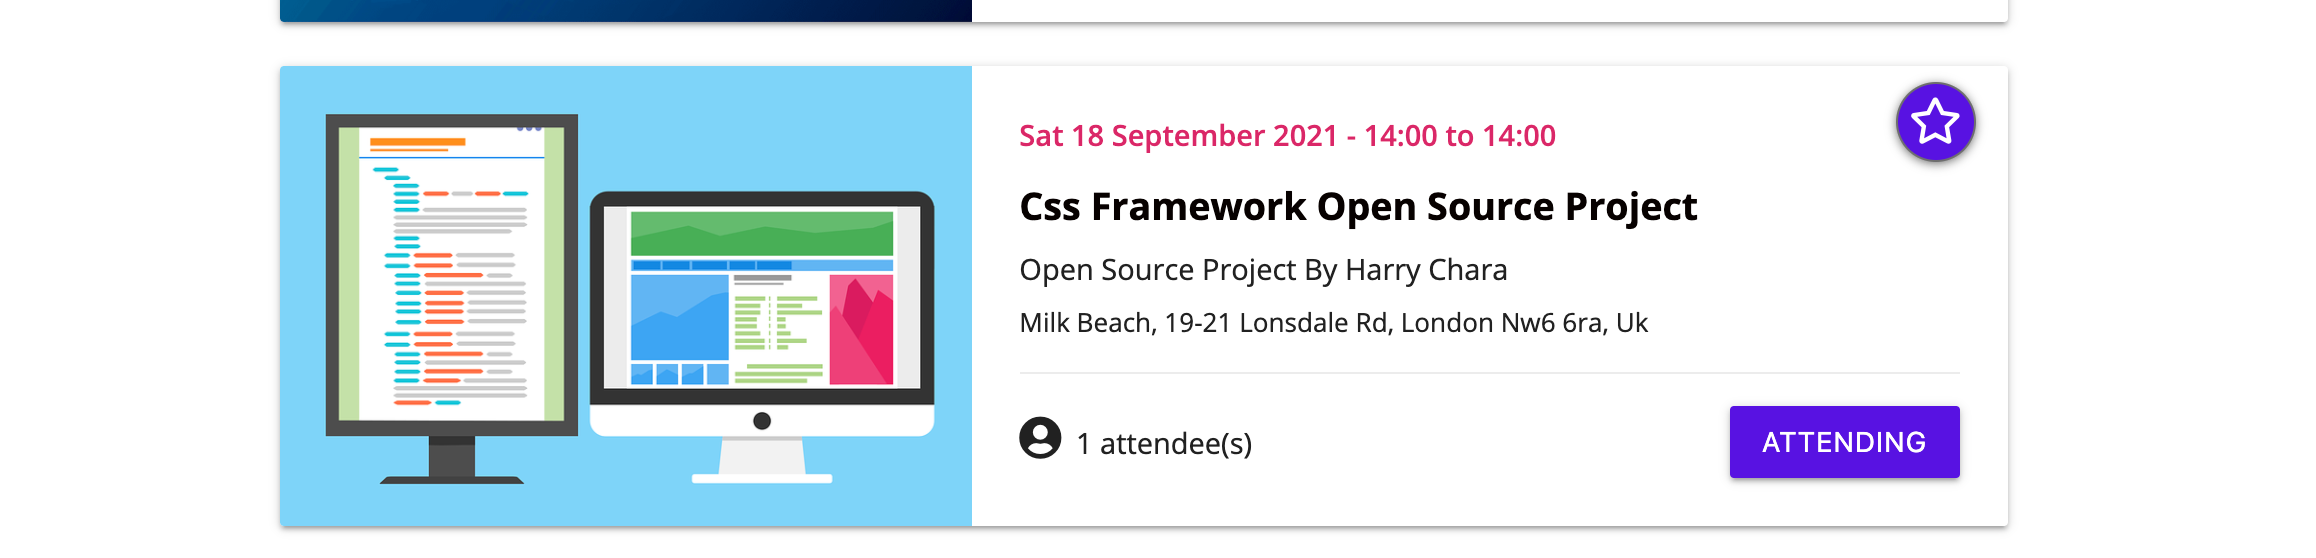 Sat 18 September 2021 - 14:00 to 14:00
Css Framework Open Source Project
Open Source Project By Harry Chara
Milk Beach, 19-21 Lonsdale Rd, London Nw6 6ra, Uk
1 attendee(s)
ATTENDING